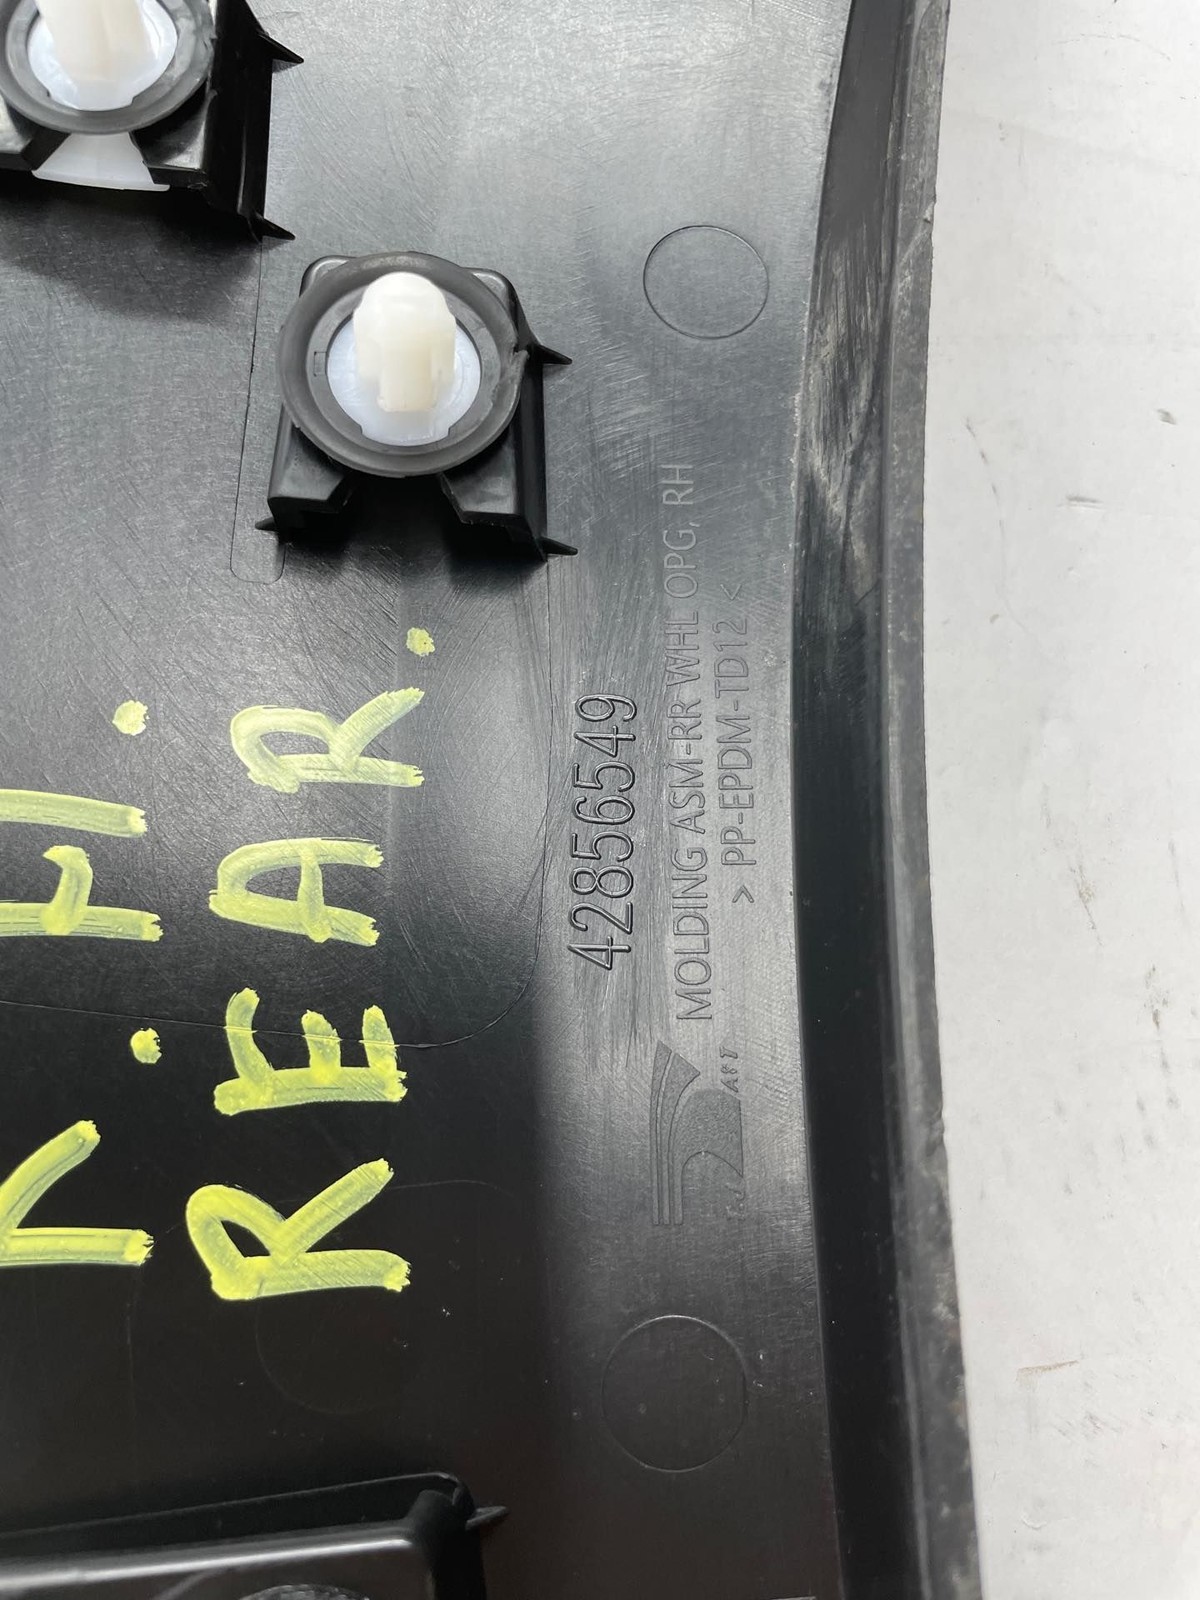 R.H.
REAR.
42856549
MOLDING ASM-RR WHL OPG, RH
> PP-EPDM-TD12 <